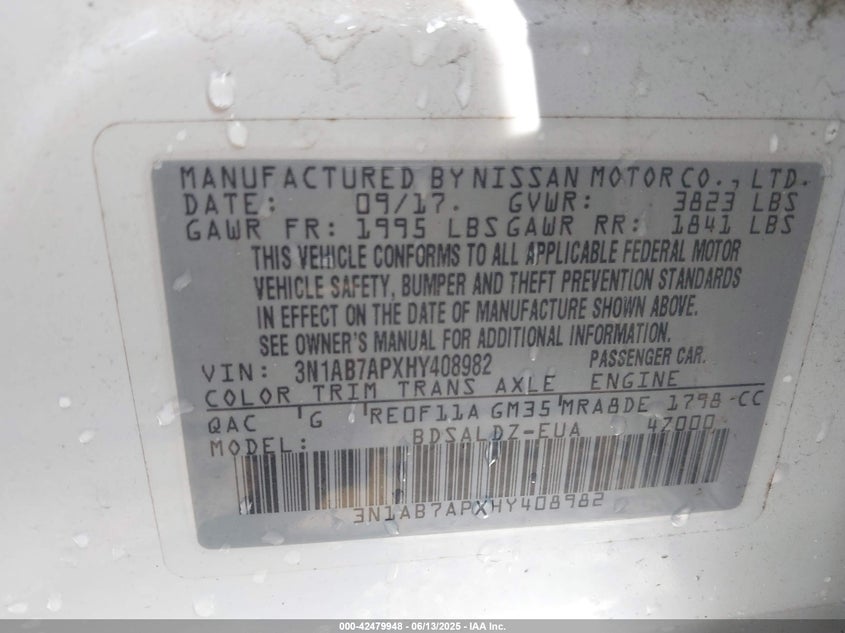 MANUFACTURED BY NISSAN MOTOR CO., LTD.
DATE: 09/17. GVWR: 3823 LBS
GAWR FR: 1995 LBS GAWR RR: 1841 LBS
THIS VEHICLE CONFORMS TO ALL APPLICABLE FEDERAL MOTOR
VEHICLE SAFETY, BUMPER AND THEFT PREVENTION STANDARDS
IN EFFECT ON THE DATE OF MANUFACTURE SHOWN ABOVE.
SEE OWNER'S MANUAL FOR ADDITIONAL INFORMATION.
VIN: 3N1AB7APXHY408982 PASSENGER CAR.
COLOR TRIM TRANS AXLE ENGINE
QAC G RE0F11A GM35 MRA8DE 1798 CC
MODEL: BDSALDZ-EUA 47000
3N1AB7APXHY408982
000-42479948 - 06/13/2025 - IAA Inc.